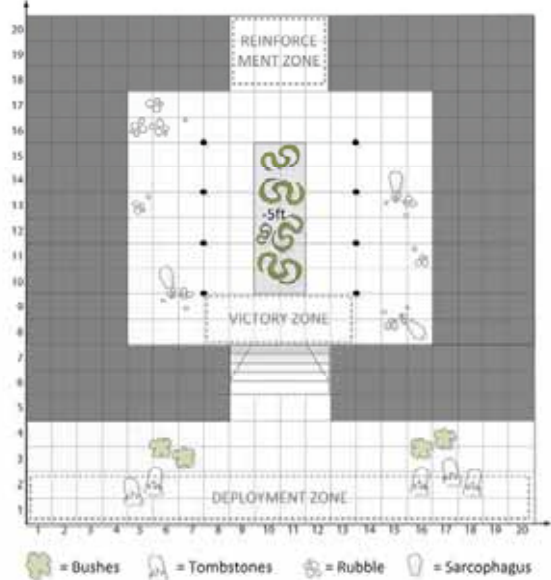 20
19
18
17
16
15
14
13
12
11
10
9
8
7
6
5
4
3
2
1
REINFORCE
MENT ZONE
-5ft
VICTORY ZONE
DEPLOYMENT ZONE
1 2 3 4 5 6 7 8 9 10 11 12 13 14 15 16 17 18 19 20
= Bushes = Tombstones = Rubble = Sarcophagus